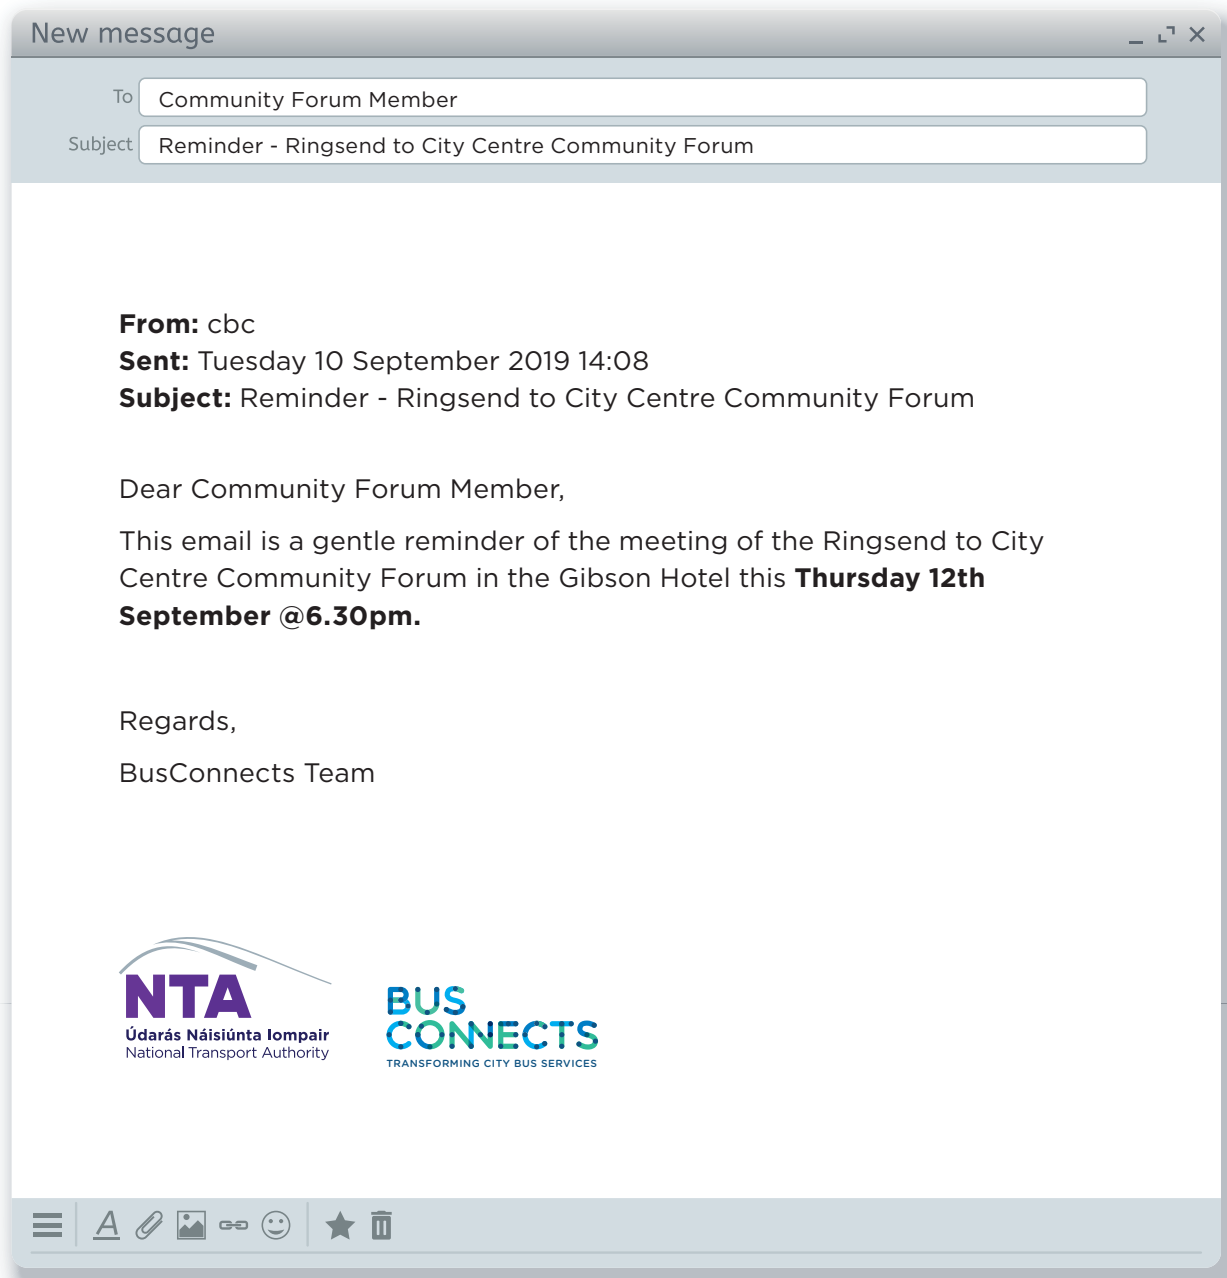 New message
To Community Forum Member
Subject Reminder - Ringsend to City Centre Community Forum
From: cbc
Sent: Tuesday 10 September 2019 14:08
Subject: Reminder - Ringsend to City Centre Community Forum
Dear Community Forum Member,
This email is a gentle reminder of the meeting of the Ringsend to City
Centre Community Forum in the Gibson Hotel this Thursday 12th
September @6.30pm.
Regards,
BusConnects Team
NTA
Údarás Náisiúnta Iompair
National Transport Authority
BUS
CONNECTS
TRANSFORMING CITY BUS SERVICES
A